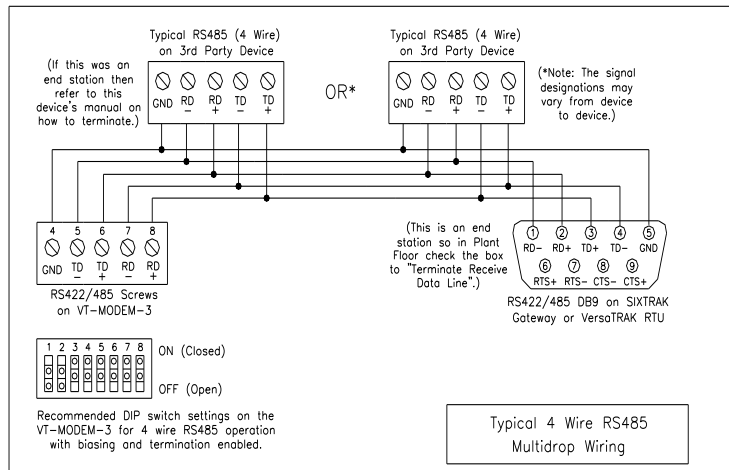 Typical RS485 (4 Wire)
on 3rd Party Device
(If this was an
end station then
refer to this
device's manual on
how to terminate.)
GND RD - RD + TD - TD +
OR*
Typical RS485 (4 Wire)
on 3rd Party Device
GND RD - RD + TD - TD +
(*Note: The signal
designations may
vary from device
to device.)
4 5 6 7 8
GND TD - TD + RD - RD +
RS422/485 Screws
on VT-MODEM-3
(This is an end
station so in Plant
Floor check the box
to "Terminate Receive
Data Line".)
1 2 3 4 5
RD- RD+ TD+ TD- GND
6 7 8 9
RTS+ RTS- CTS- CTS+
RS422/485 DB9 on SIXTRAK
Gateway or VersaTRAK RTU
1 2 3 4 5 6 7 8
ON (Closed)
OFF (Open)
Recommended DIP switch settings on the
VT-MODEM-3 for 4 wire RS485 operation
with biasing and termination enabled.
Typical 4 Wire RS485
Multidrop Wiring